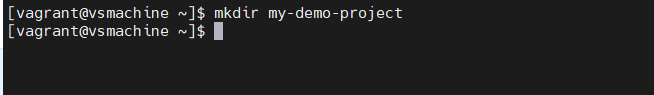 [vagrant@vsmachine ~]$ mkdir my-demo-project
[vagrant@vsmachine ~]$